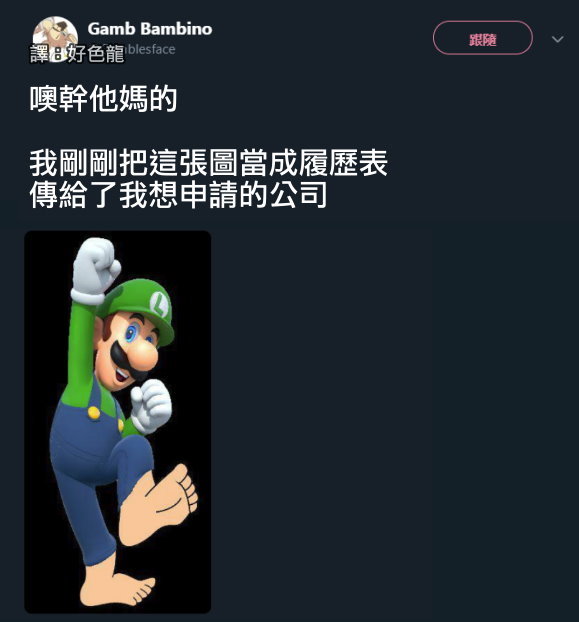 Gamb Bambino
譯:好色龍
blesface
跟隨
噢幹他媽的
我剛剛把這張圖當成履歷表
傳給了我想申請的公司
L